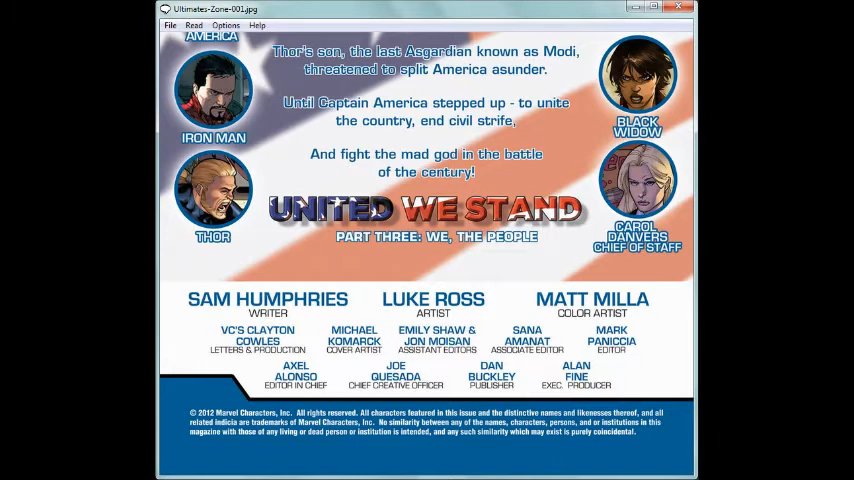 Ultimates-Zone-001.jpg
File Read Options Help
AMERICA
Thor's son, the last Asgardian known as Modi,
threatened to split America asunder.
Until Captain America stepped up - to unite
the country, end civil strife,
And fight the mad god in the battle
of the century!
IRON MAN
BLACK
WIDOW
THOR
CAROL
DANVERS
CHIEF OF STAFF
UNITED WE STAND
PART THREE: WE, THE PEOPLE
SAM HUMPHRIES
WRITER
LUKE ROSS
ARTIST
MATT MILLA
COLOR ARTIST
VC'S CLAYTON
COWLES
LETTERS & PRODUCTION
MICHAEL
KOMARCK
COVER ARTIST
EMILY SHAW &
JON MOISAN
ASSISTANT EDITORS
SANA
AMANAT
ASSOCIATE EDITOR
MARK
PANICCIA
EDITOR
AXEL
ALONSO
EDITOR IN CHIEF
JOE
QUESADA
CHIEF CREATIVE OFFICER
DAN
BUCKLEY
PUBLISHER
ALAN
FINE
EXEC. PRODUCER
© 2012 Marvel Characters, Inc. All rights reserved. All characters featured in this issue and the distinctive names and likenesses thereof, and all
related indicia are trademarks of Marvel Characters, Inc. No similarity between any of the names, characters, persons, and/or institutions in this
magazine with those of any living or dead person or institution is intended, and any such similarity which may exist is purely coincidental.